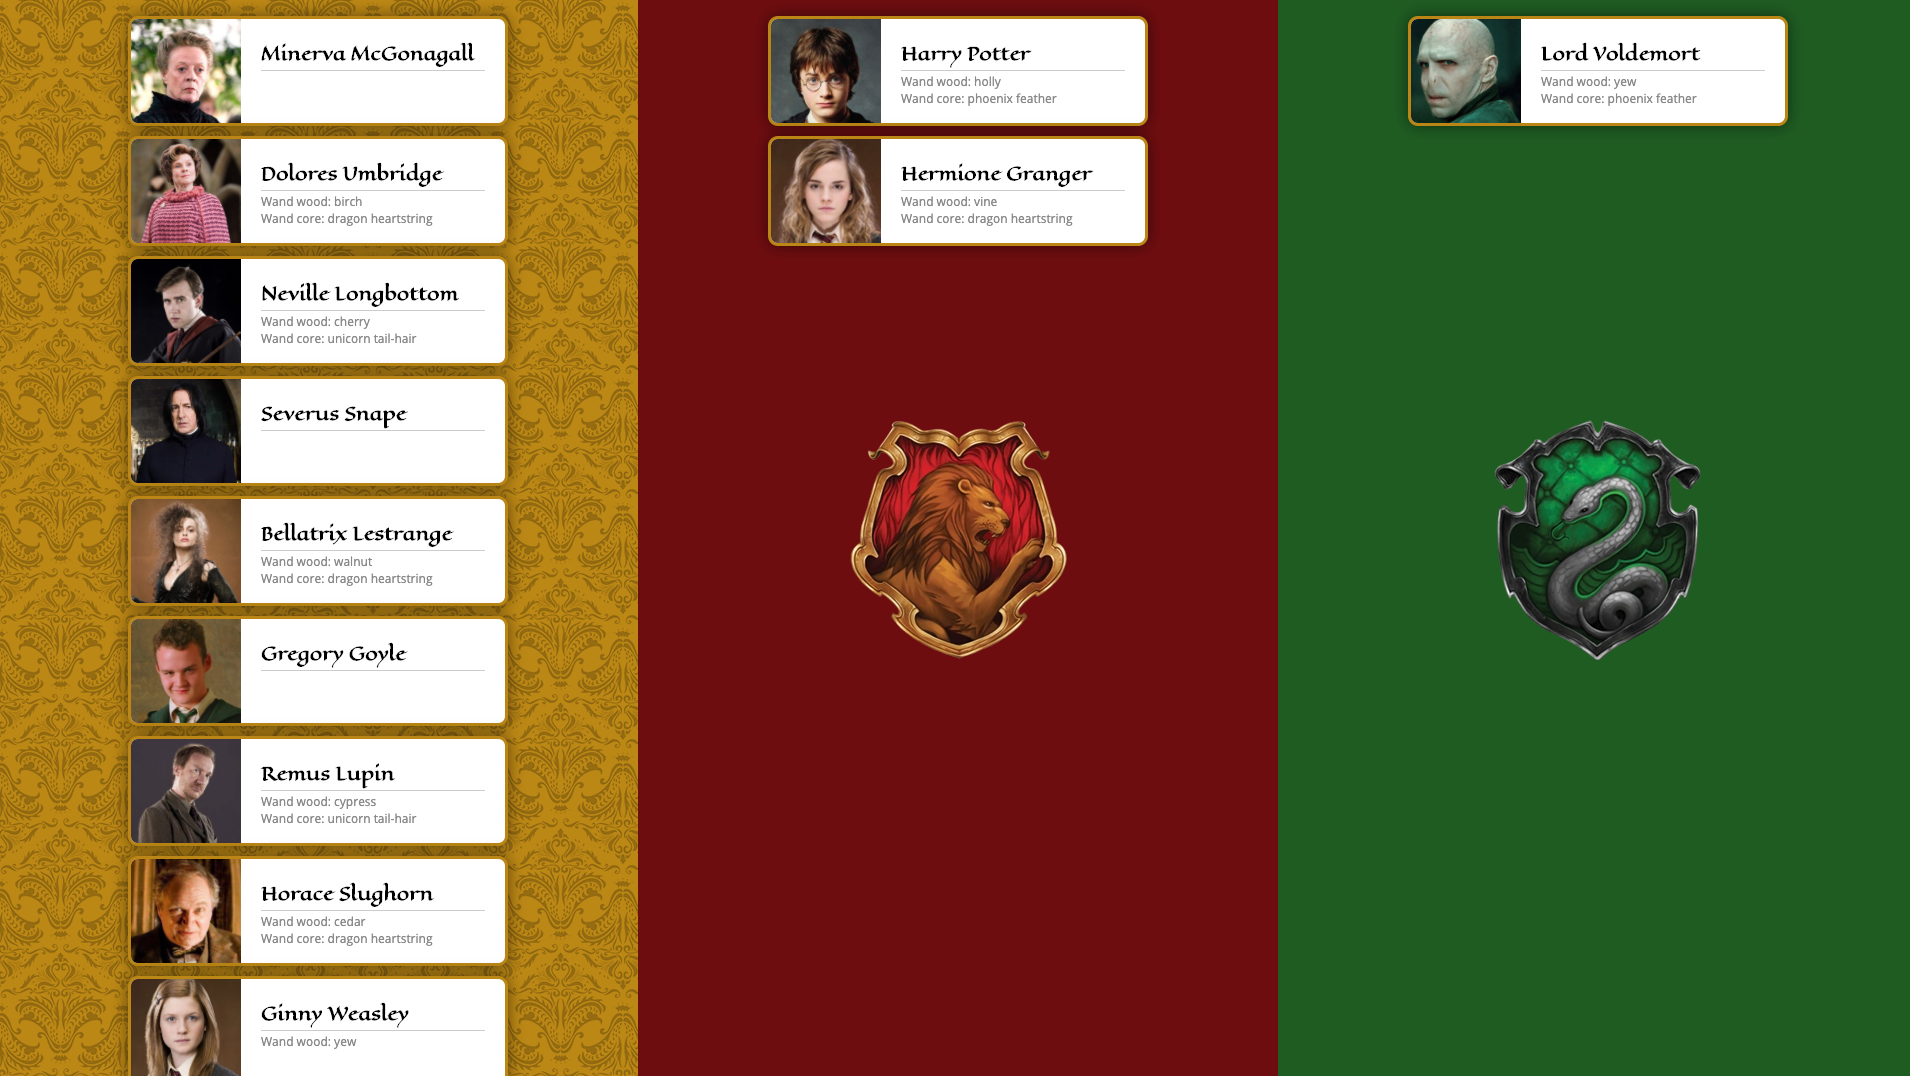 Minerva McGonagall
Dolores Umbridge
Wand wood: birch
Wand core: dragon heartstring
Neville Longbottom
Wand wood: cherry
Wand core: unicorn tail-hair
Severus Snape
Bellatrix Lestrange
Wand wood: walnut
Wand core: dragon heartstring
Gregory Goyle
Remus Lupin
Wand wood: cypress
Wand core: unicorn tail-hair
Horace Slughorn
Wand wood: cedar
Wand core: dragon heartstring
Ginny Weasley
Wand wood: yew
Harry Potter
Wand wood: holly
Wand core: phoenix feather
Hermione Granger
Wand wood: vine
Wand core: dragon heartstring
Lord Voldemort
Wand wood: yew
Wand core: phoenix feather